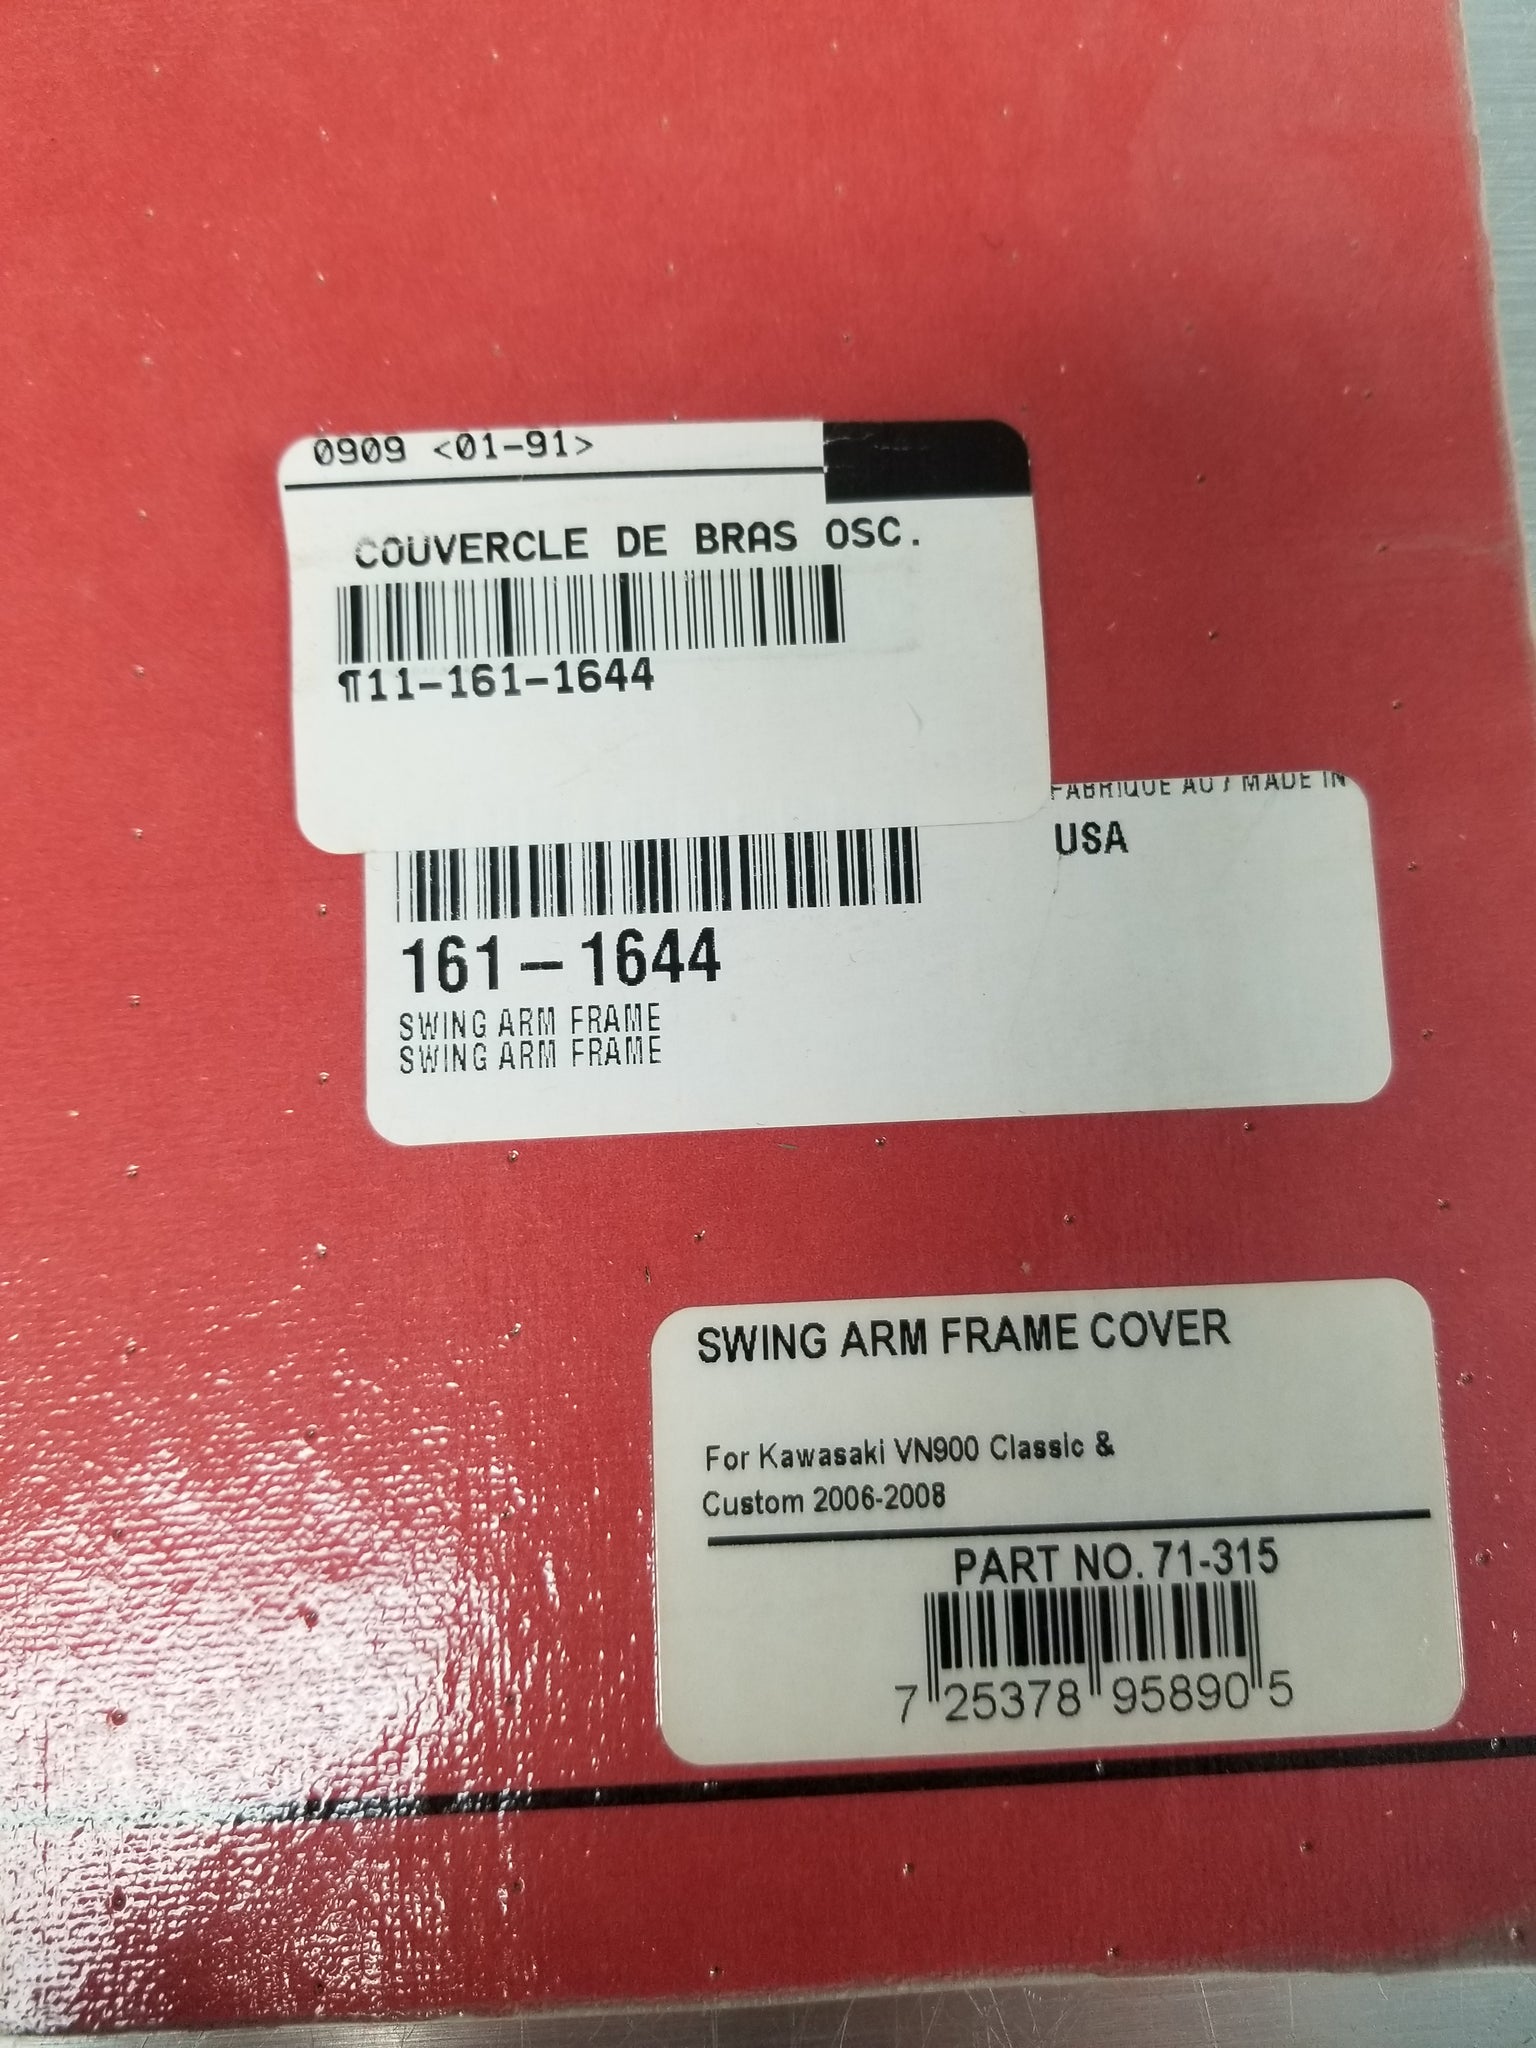 0909 <01-91>
COUVERCLE DE BRAS OSC.
¶11-161-1644
FABRIQUE AU / MADE IN
USA
161-1644
SWING ARM FRAME
SWING ARM FRAME
SWING ARM FRAME COVER
For Kawasaki VN900 Classic &
Custom 2006-2008
PART NO. 71-315
7 25378 95890 5